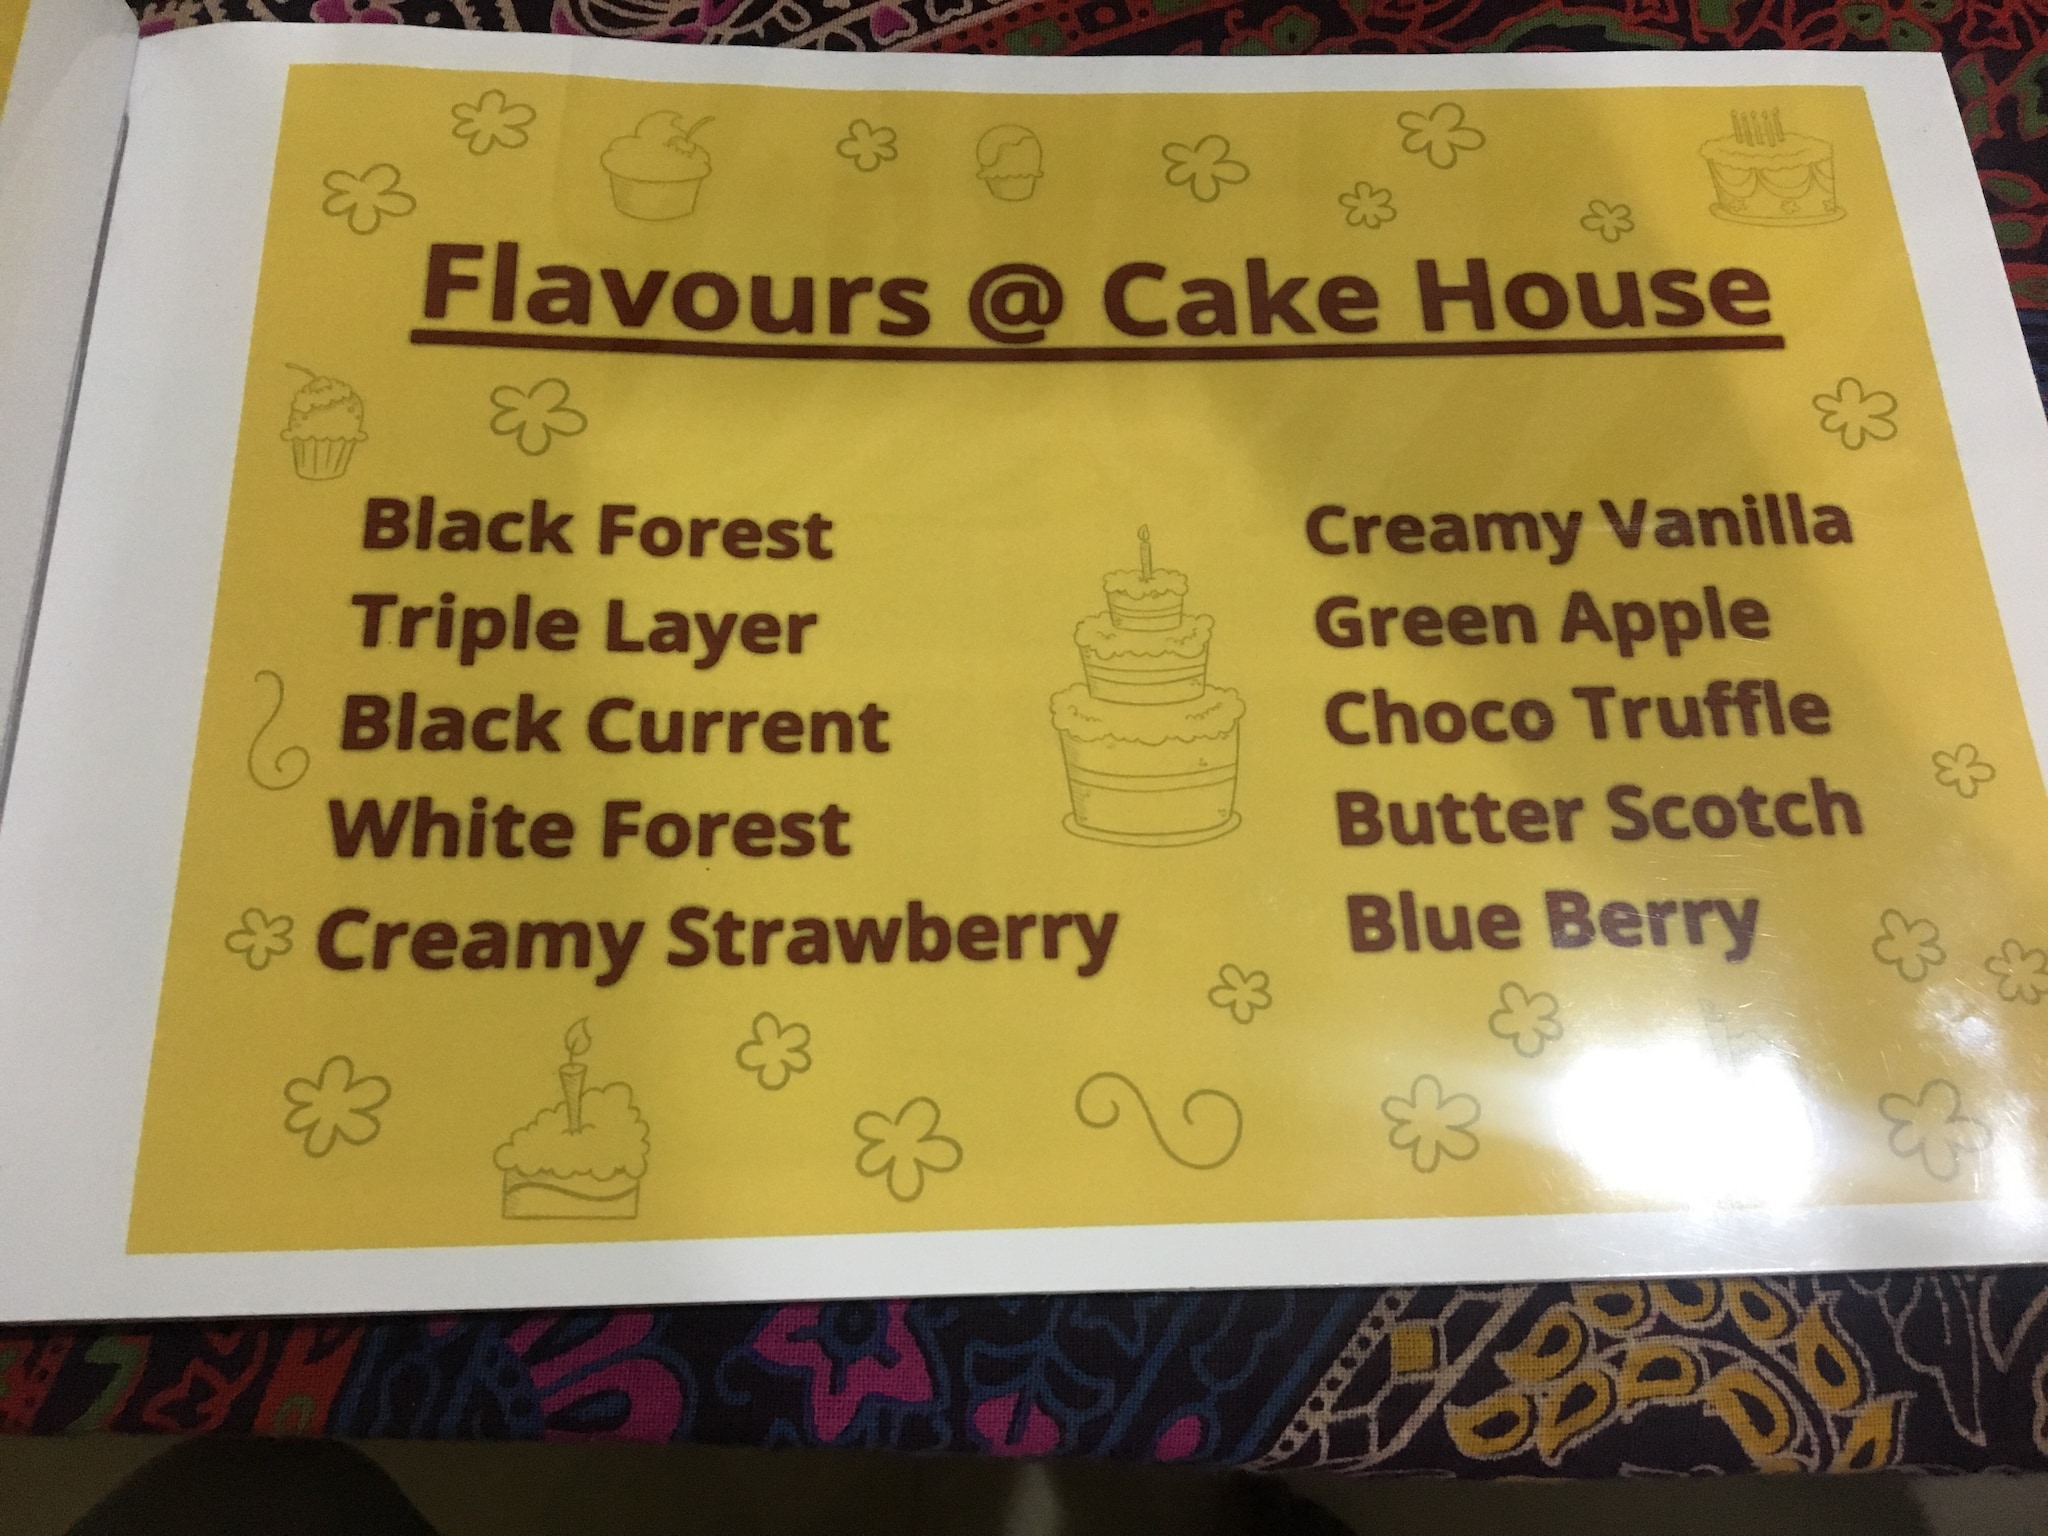 Flavours @ Cake House
Black Forest
Triple Layer
Black Current
White Forest
Creamy Strawberry
Creamy Vanilla
Green Apple
Choco Truffle
Butter Scotch
Blue Berry